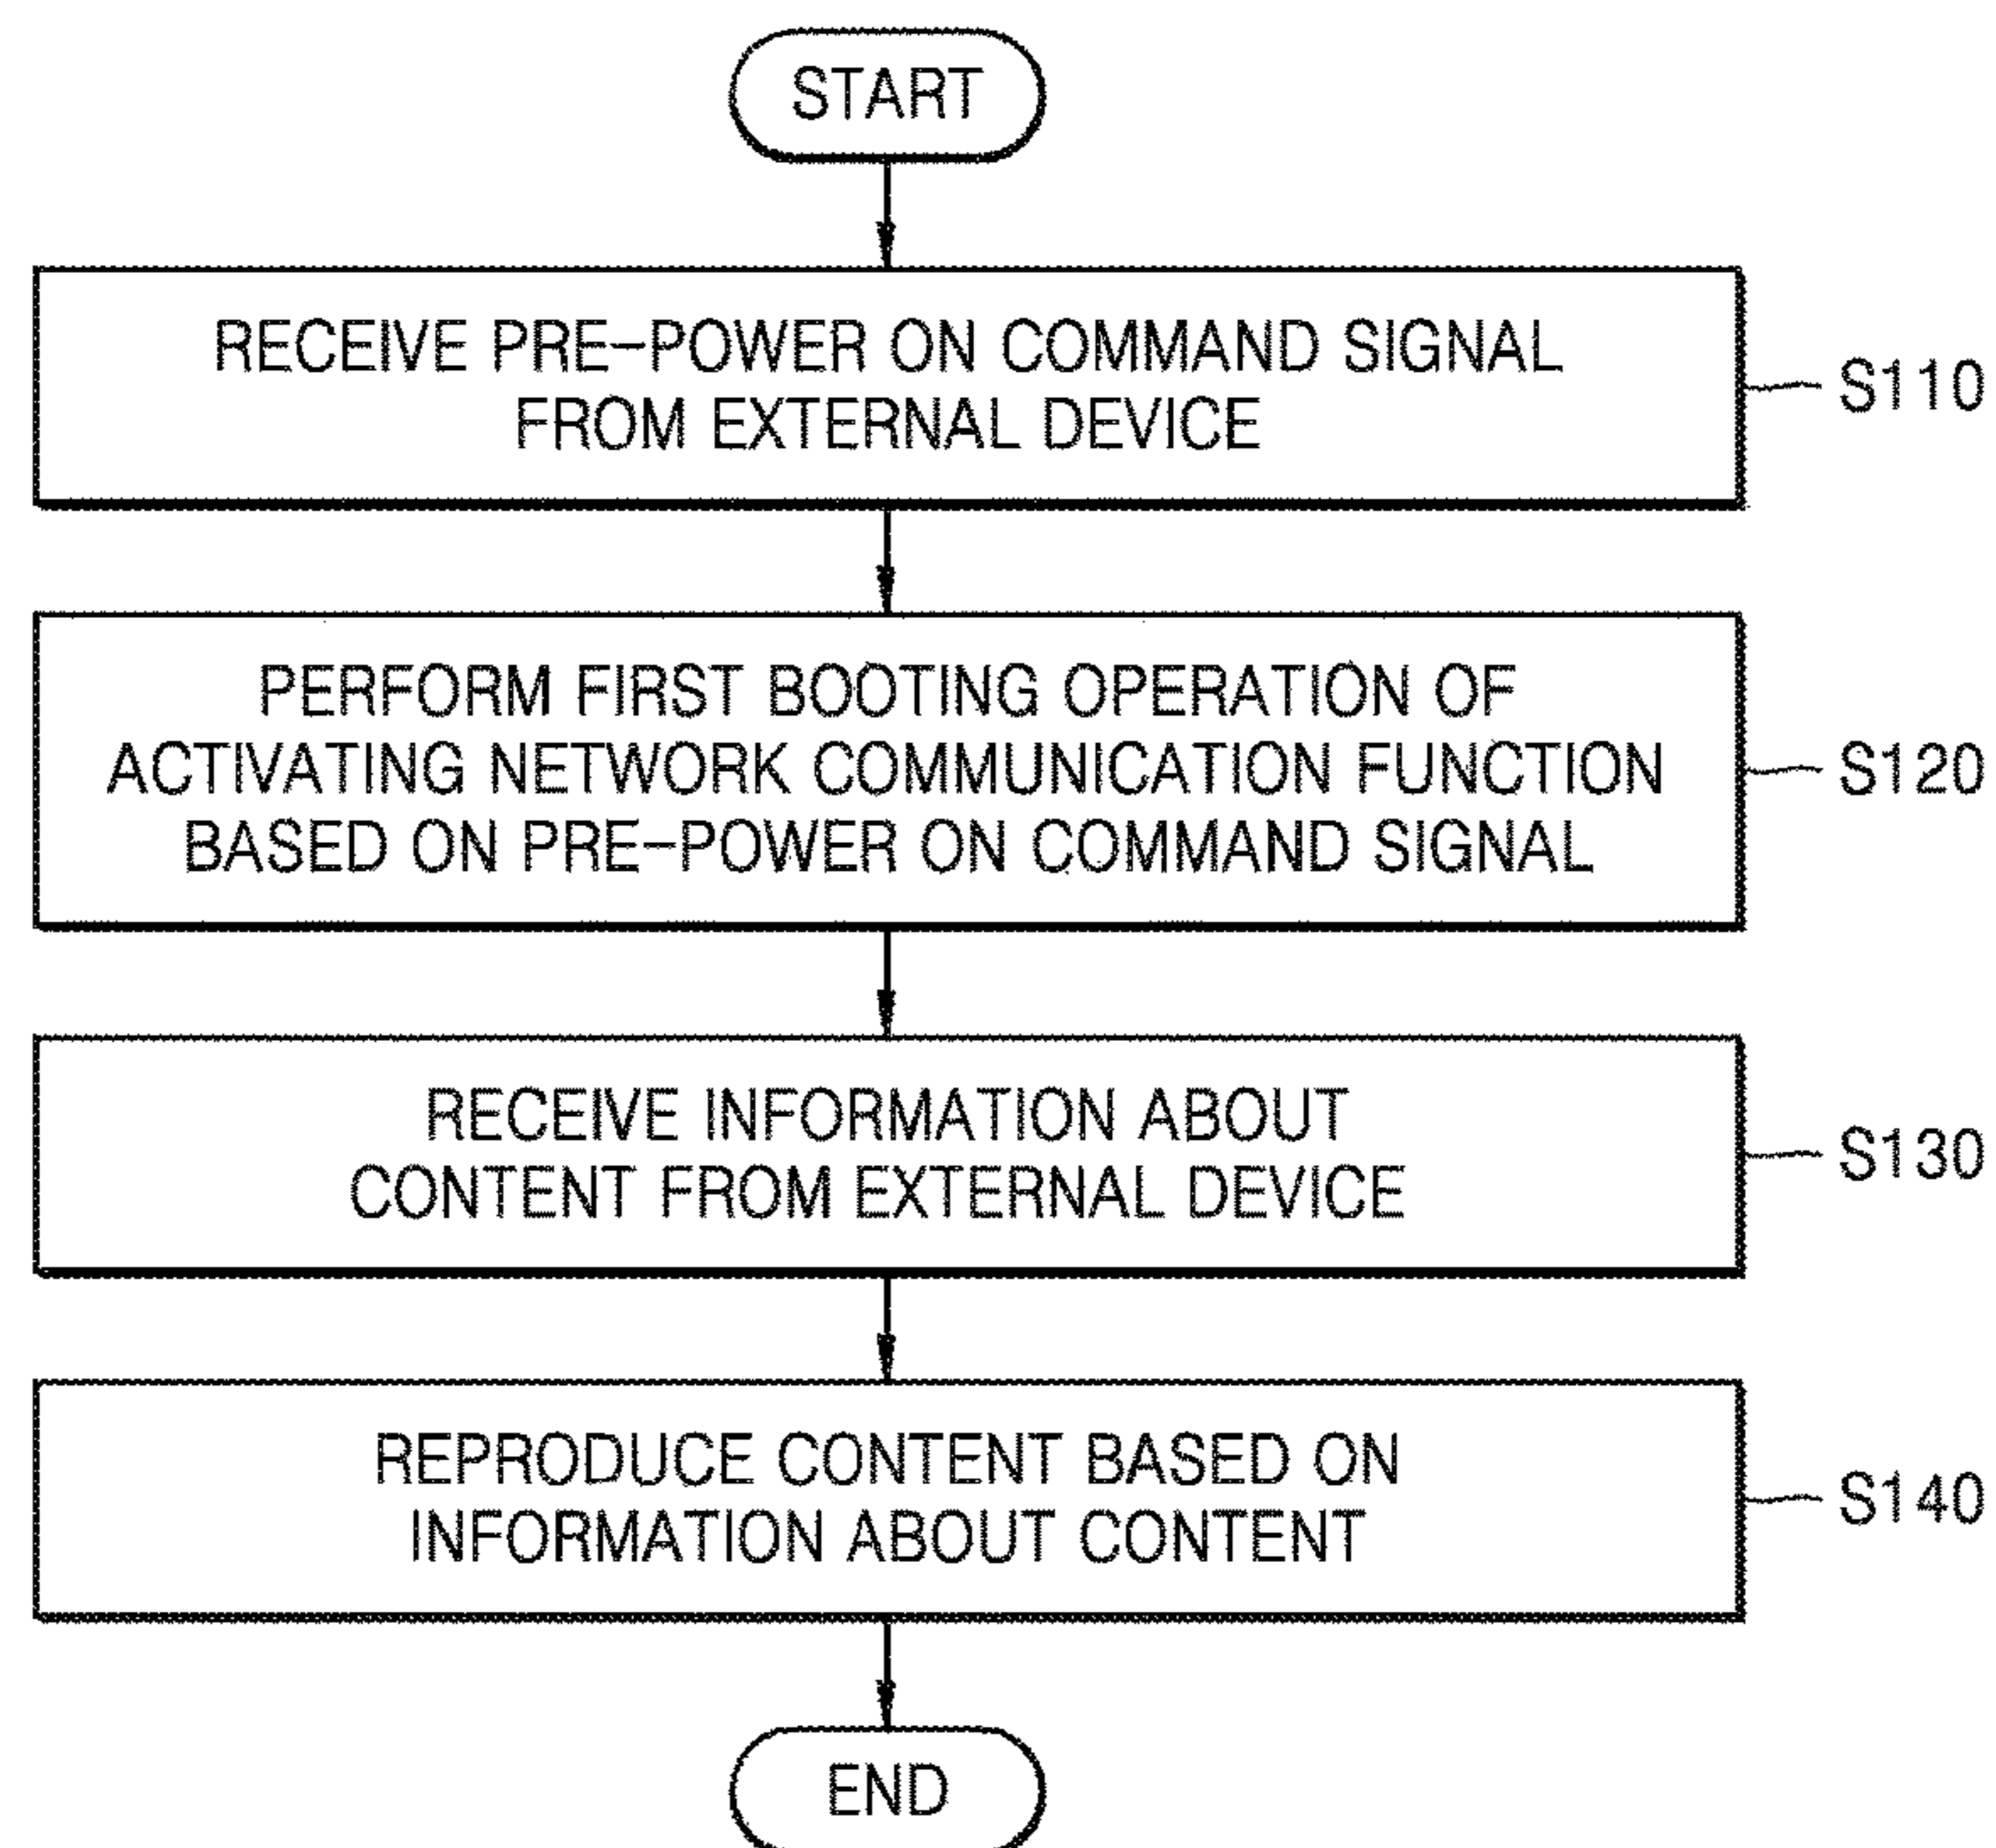 START
RECEIVE PRE-POWER ON COMMAND SIGNAL
FROM EXTERNAL DEVICE
S110
PERFORM FIRST BOOTING OPERATION OF
ACTIVATING NETWORK COMMUNICATION FUNCTION
BASED ON PRE-POWER ON COMMAND SIGNAL
S120
RECEIVE INFORMATION ABOUT
CONTENT FROM EXTERNAL DEVICE
S130
REPRODUCE CONTENT BASED ON
INFORMATION ABOUT CONTENT
S140
END